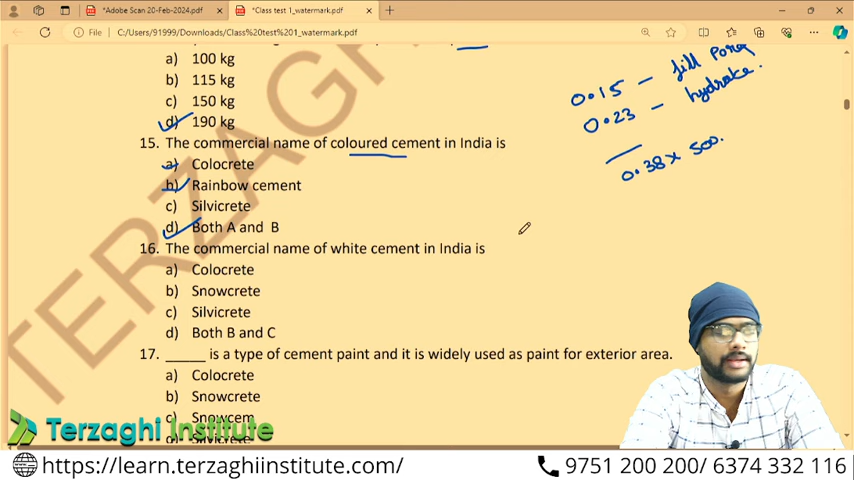 *Adobe Scan 20-Feb-2024.pdf
*Class test 1_watermark.pdf
File
C:/Users/91999/Downloads/Class%20test%201_watermark.pdf
a) 100 kg
b) 115 kg
c) 150 kg
d) 190 kg
0.15 – fill pores
0.23 – hydrate.
0.38 x 500.
15. The commercial name of coloured cement in India is
a) Colocrete
b) Rainbow cement
c) Silvicrete
d) Both A and B
16. The commercial name of white cement in India is
a) Colocrete
b) Snowcrete
c) Silvicrete
d) Both B and C
17. _____ is a type of cement paint and it is widely used as paint for exterior area.
a) Colocrete
b) Snowcrete
c) Snowcem
d) Silvicrete
Terzaghi Institute
https://learn.terzaghiinstitute.com/
9751 200 200/ 6374 332 116